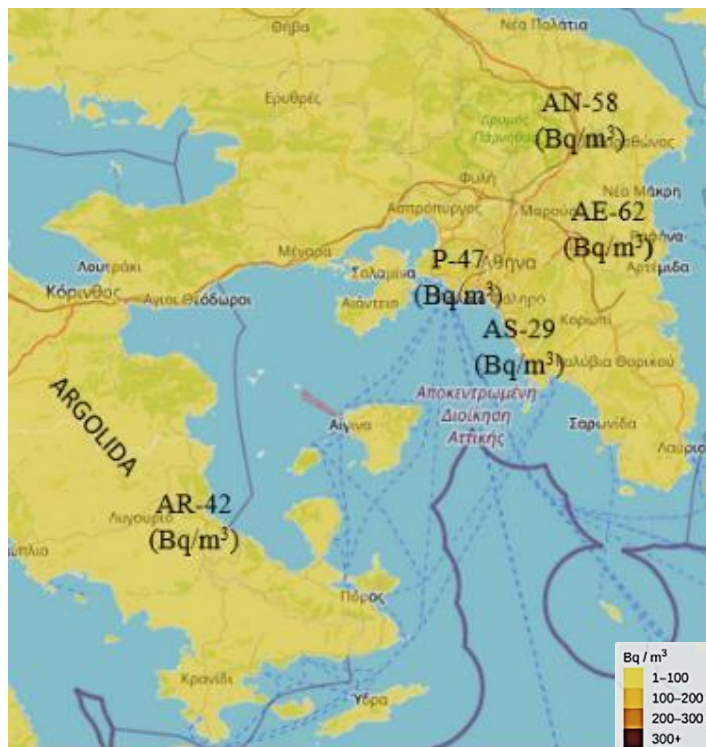 Θήβα
Νέα Παλάτια
Ερυθρές
AN-58
(Bq/m³)
Δρυμός
Πάρνηθας
Φυλή
Νέα Μάκρη
Ασπρόπυργος
AE-62
(Bq/m³)
Μέγαρα
Σαλαμίνα
P-47
(Bq/m³)
Αθήνα
Αρτέμιδα
Λουτράκι
Κόρινθος
Άγιοι Θεόδωροι
Αιάντειο
AS-29
(Bq/m³)
Κορωπί
Καλύβια Θορικού
ARGOLIDA
Αποκεντρωμένη
Διοίκηση
Αττικής
Αίγινα
Σαρωνίδα
Λαύριο
AR-42
(Bq/m³)
Λυγουριό
Πόρος
Κρανίδι
Ύδρα
Bq / m³
1–100
100–200
200–300
300+